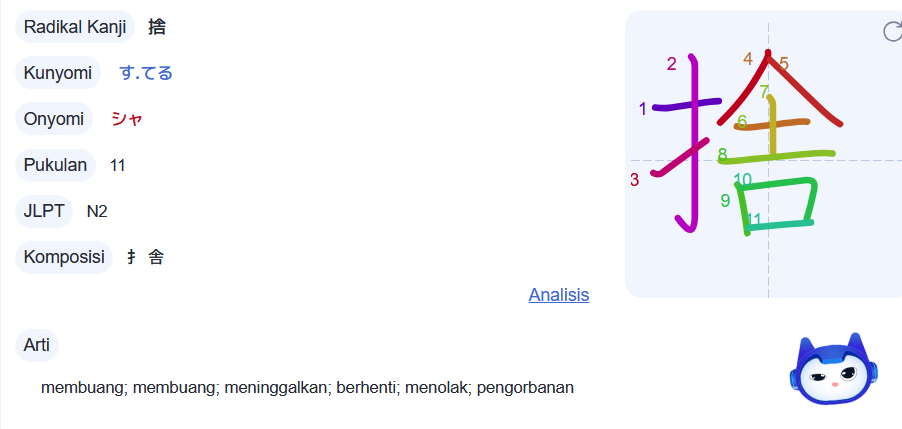 Radikal Kanji 捨
Kunyomi す.てる
Onyomi シャ
Pukulan 11
JLPT N2
Komposisi 扌 舎
Analisis
Arti
membuang; membuang; meninggalkan; berhenti; menolak; pengorbanan
1
2
3
4
5
6
7
8
9
10
11